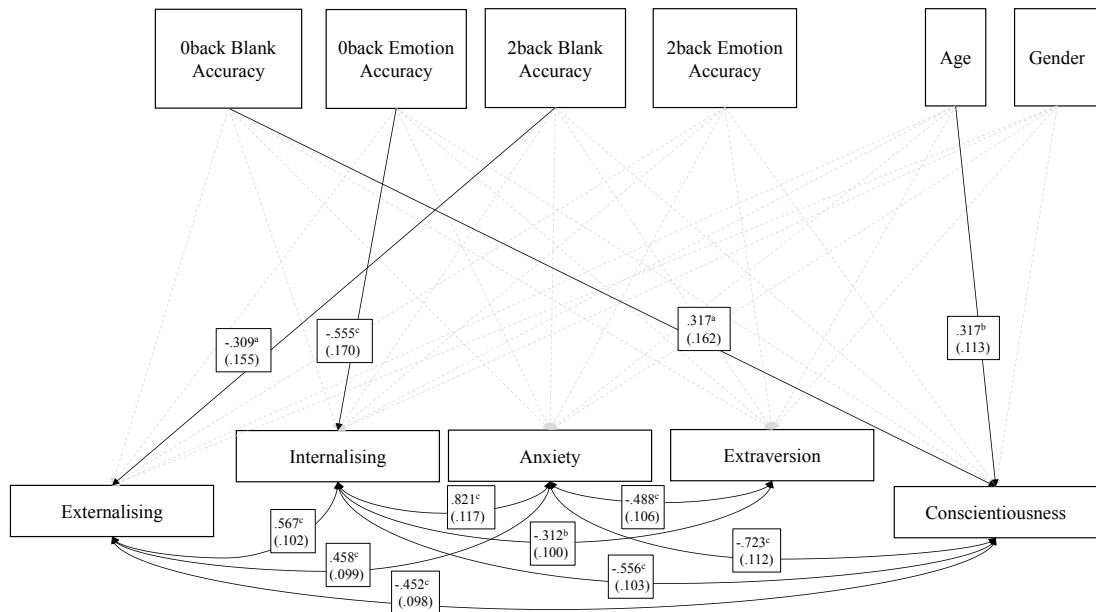 0back Blank
Accuracy
0back Emotion
Accuracy
2back Blank
Accuracy
2back Emotion
Accuracy
Age
Gender
-.309ᵃ
(.155)
-.555ᶜ
(.170)
.317ᵃ
(.162)
.317ᵇ
(.113)
Internalising
Anxiety
Extraversion
Externalising
Conscientiousness
.821ᶜ
(.117)
-.488ᶜ
(.106)
.567ᶜ
(.102)
-.312ᵇ
(.100)
-.723ᶜ
(.112)
.458ᶜ
(.099)
-.556ᶜ
(.103)
-.452ᶜ
(.098)